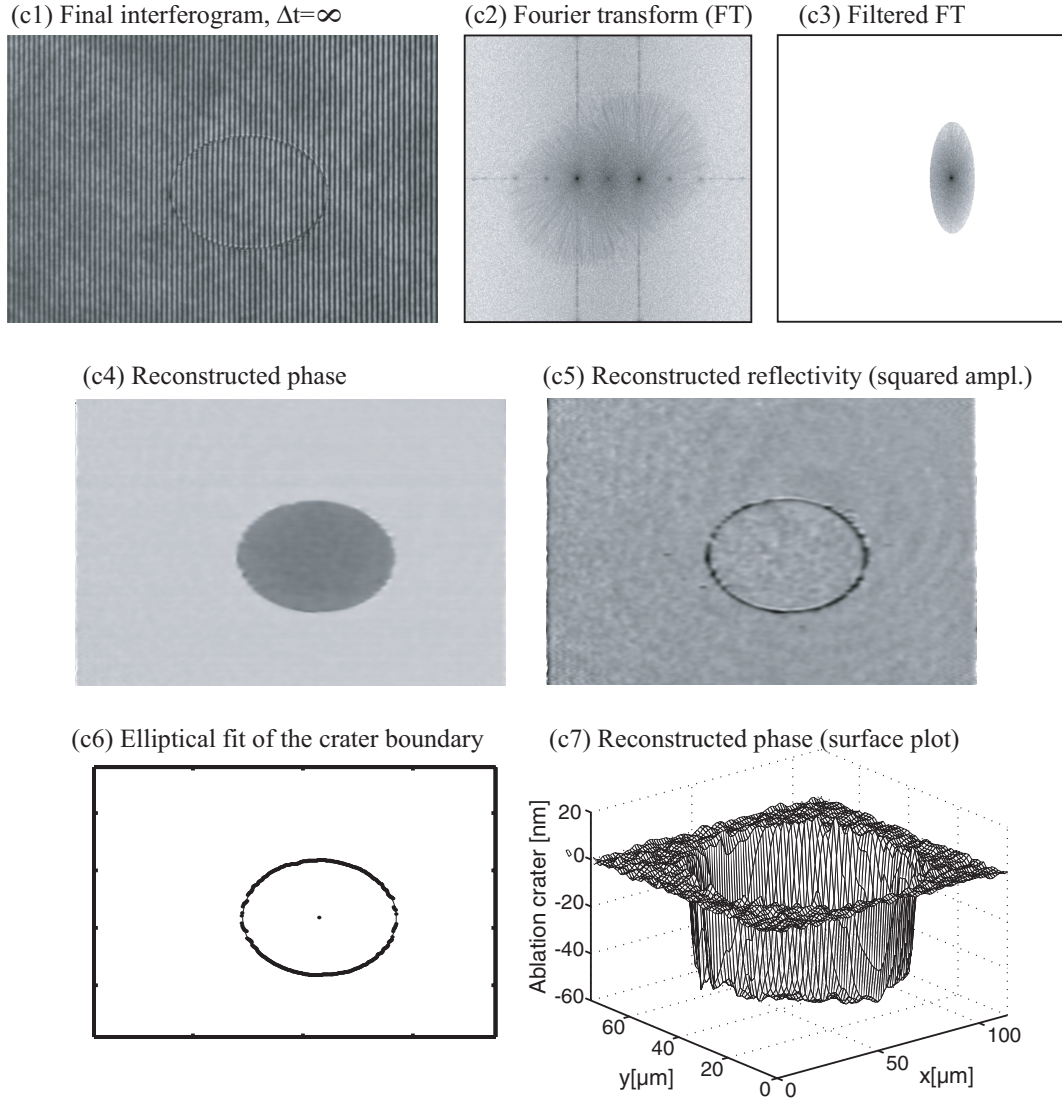 (c1) Final interferogram, Δt=∞
(c2) Fourier transform (FT)
(c3) Filtered FT
(c4) Reconstructed phase
(c5) Reconstructed reflectivity (squared ampl.)
(c6) Elliptical fit of the crater boundary
(c7) Reconstructed phase (surface plot)
Ablation crater [nm]
20
0
-20
-40
-60
60
40
20
0
y[µm]
0
50
100
x[µm]